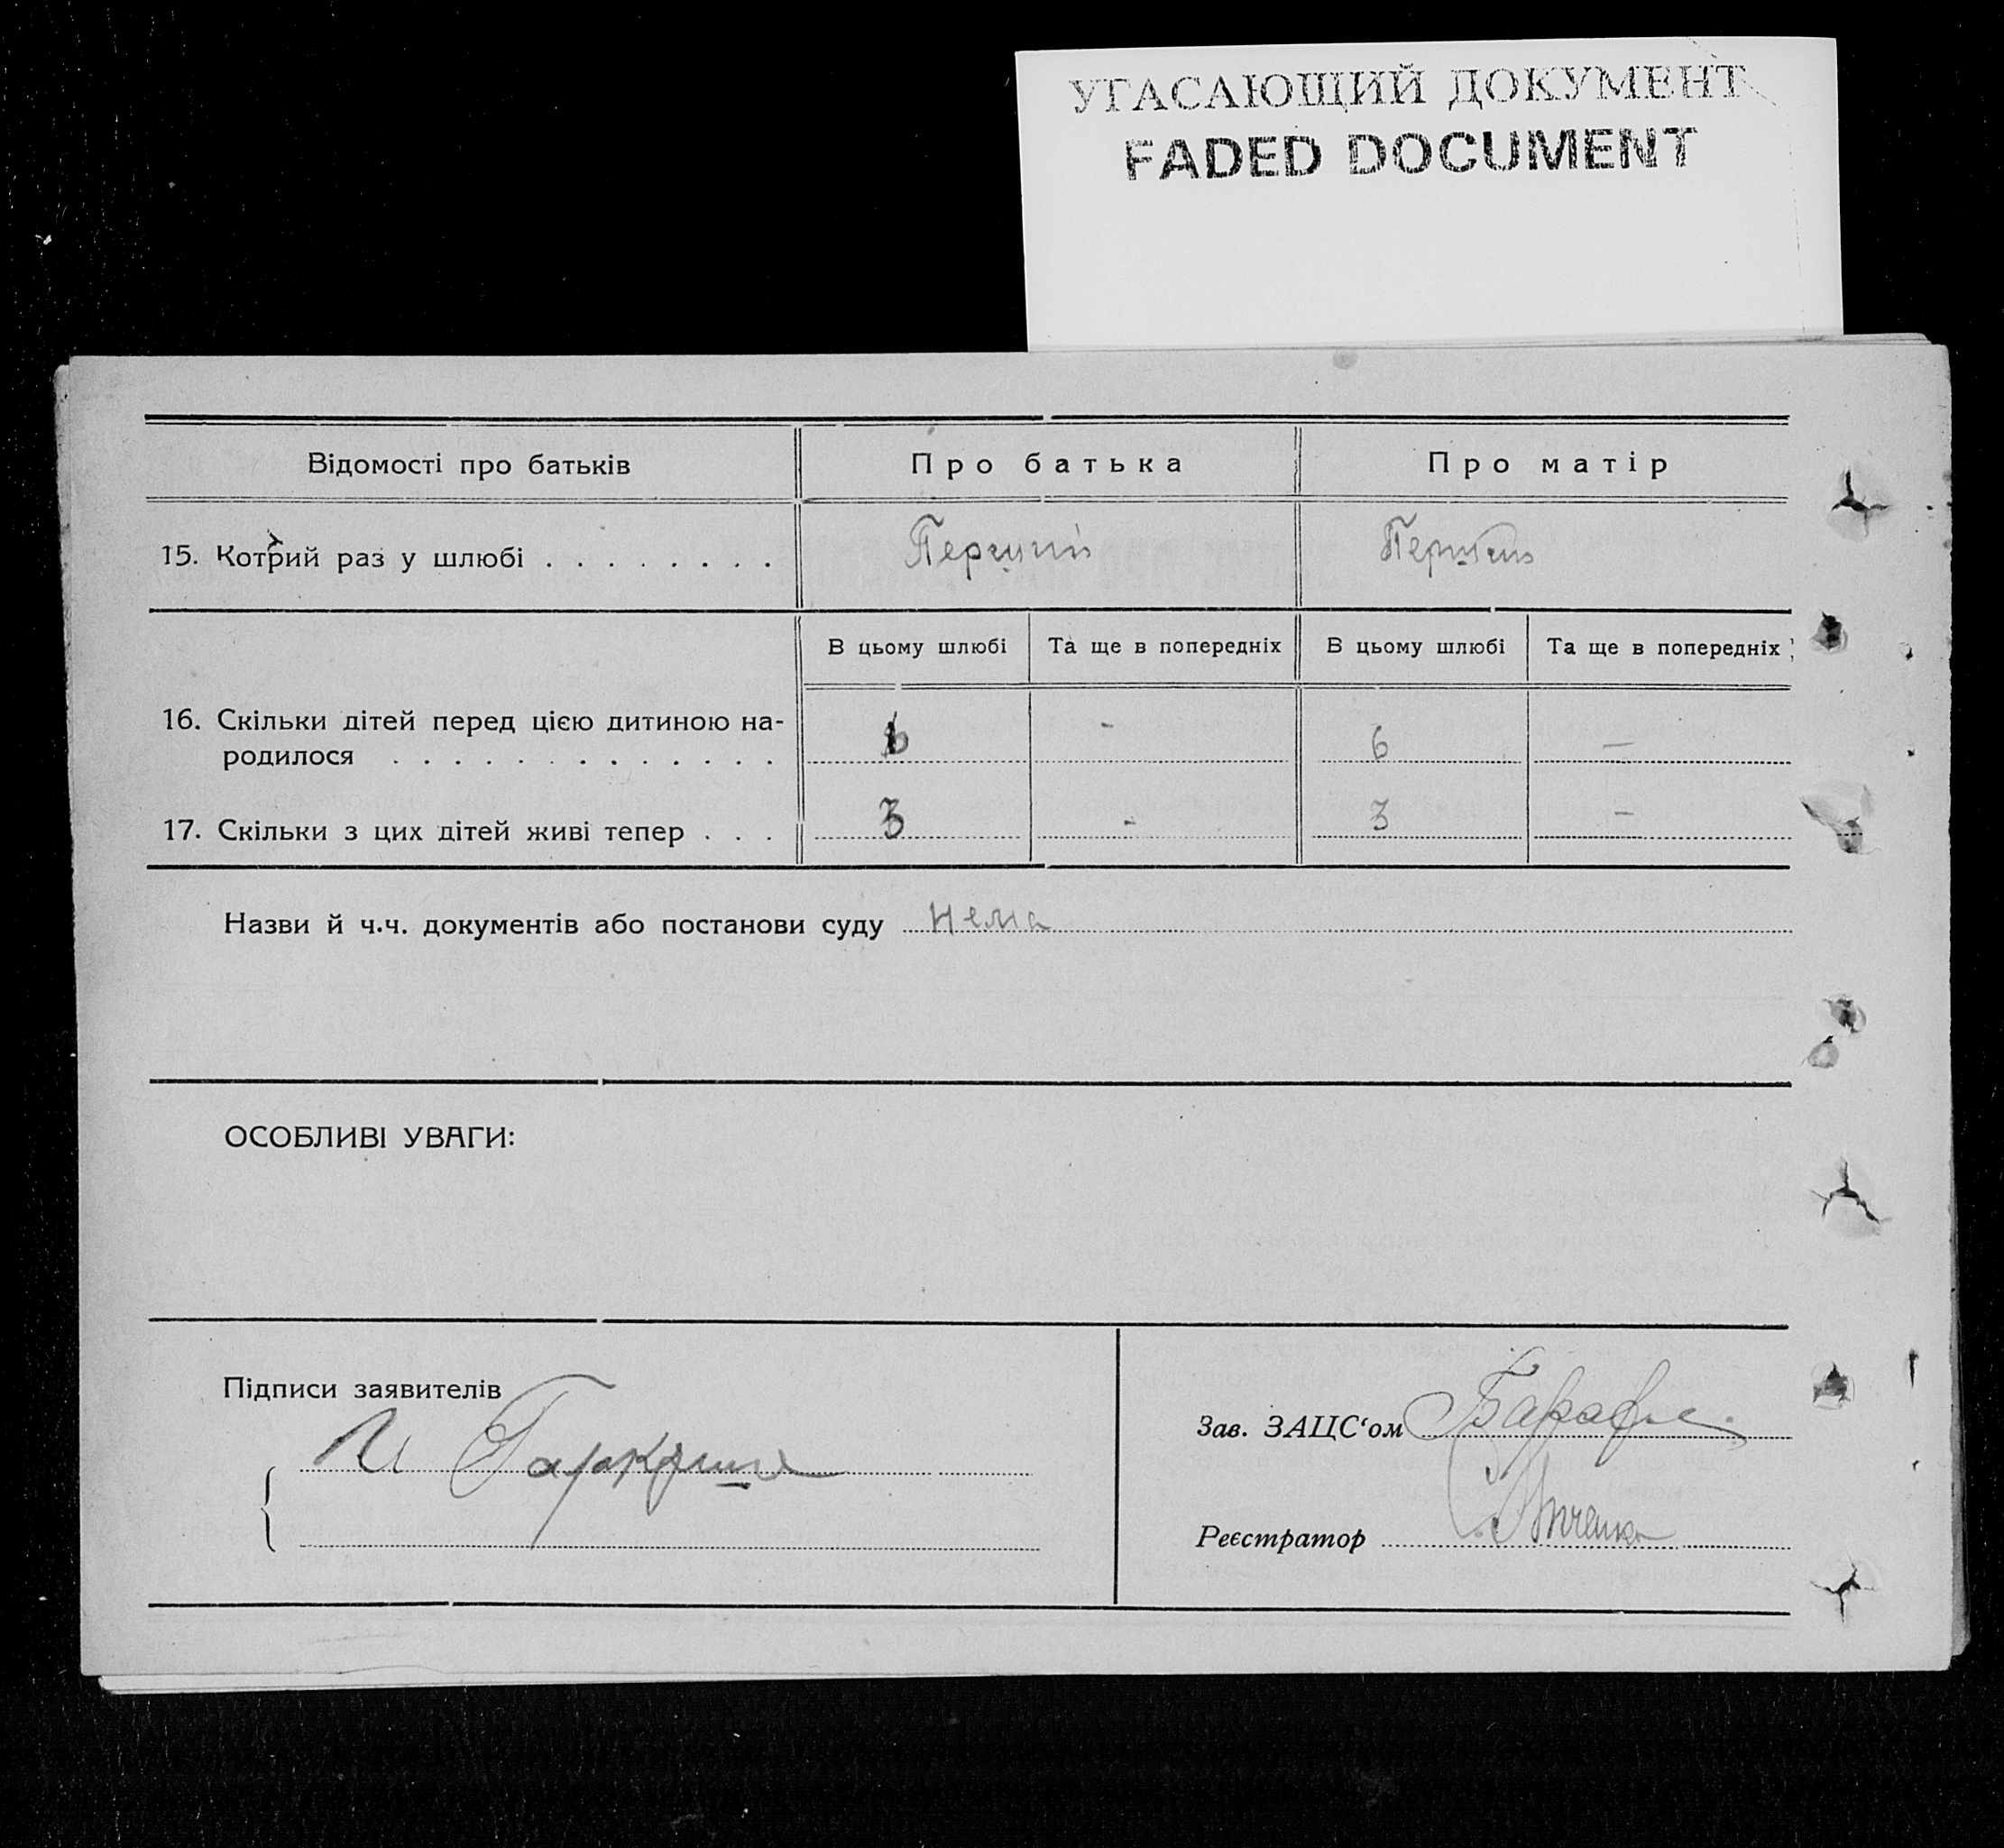 УГАСАЮЩИЙ ДОКУМЕНТ
FADED DOCUMENT
Відомості про батьків
Про батька
Про матір
15. Котрий раз у шлюбі . . . . . . . .
Перший
Перший
В цьому шлюбі
Та ще в попередніх
В цьому шлюбі
Та ще в попередніх
16. Скільки дітей перед цією дитиною на-
родилося . . . . . . . . . . . . .
6
-
6
—
17. Скільки з цих дітей живі тепер . . .
3
-
3
—
Назви й ч.ч. документів або постанови суду нема
ОСОБЛИВІ УВАГИ:
Підписи заявителів
И
Зав. ЗАЦС‘ом
Реєстратор